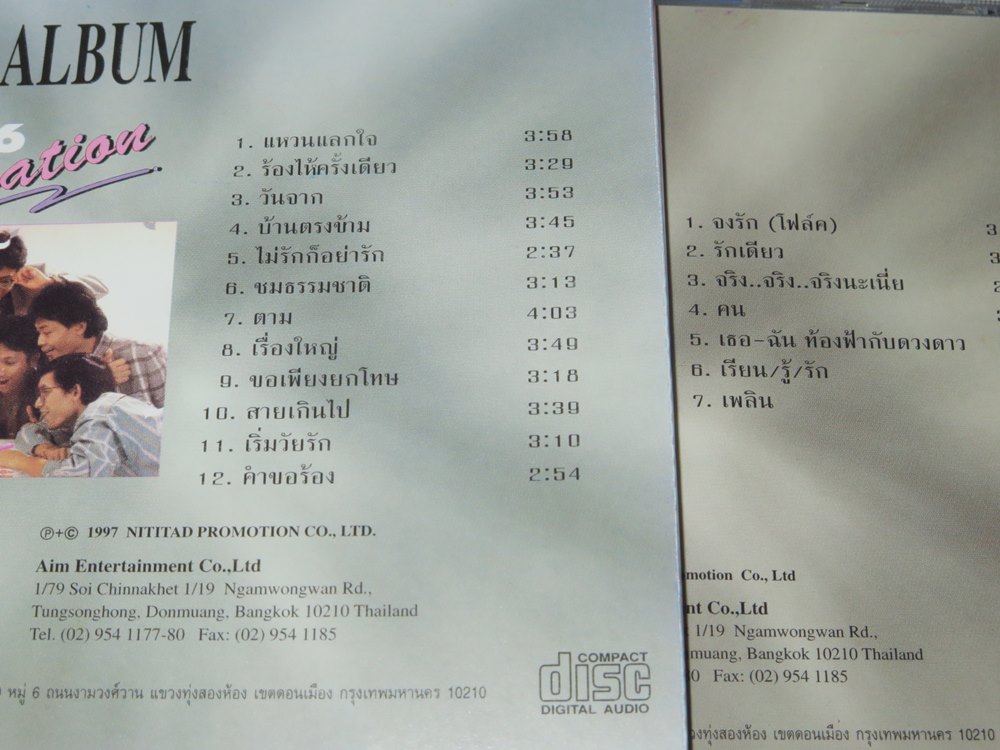 ALBUM
6
ation
1. แหวนแลกใจ 3:58
2. ร้องไห้ครั้งเดียว 3:29
3. วันจาก 3:53
4. บ้านตรงข้าม 3:45
5. ไม่รักก็อย่ารัก 2:37
6. ชมธรรมชาติ 3:13
7. ตาม 4:03
8. เรื่องใหญ่ 3:49
9. ขอเพียงยกโทษ 3:18
10. สายเกินไป 3:39
11. เริ่มวัยรัก 3:10
12. คำขอร้อง 2:54
℗+© 1997 NITITAD PROMOTION CO., LTD.
Aim Entertainment Co.,Ltd
1/79 Soi Chinnakhet 1/19 Ngamwongwan Rd.,
Tungsonghong, Donmuang, Bangkok 10210 Thailand
Tel. (02) 954 1177-80 Fax: (02) 954 1185
หมู่ 6 ถนนงามวงศ์วาน แขวงทุ่งสองห้อง เขตดอนเมือง กรุงเทพมหานคร 10210
COMPACT
disc
DIGITAL AUDIO
1. จงรัก (โฟล์ค) 3
2. รักเดียว 3
3. จริง..จริง..จริงนะเนี่ย 2
4. คน 3
5. เธอ-ฉัน ท้องฟ้ากับดวงดาว
6. เรียน/รู้/รัก
7. เพลิน
motion Co., Ltd
nt Co.,Ltd
1/19 Ngamwongwan Rd.,
muang, Bangkok 10210 Thailand
0 Fax: (02) 954 1185
วงทุ่งสองห้อง เขตดอนเมือง กรุงเทพมหานคร 10210